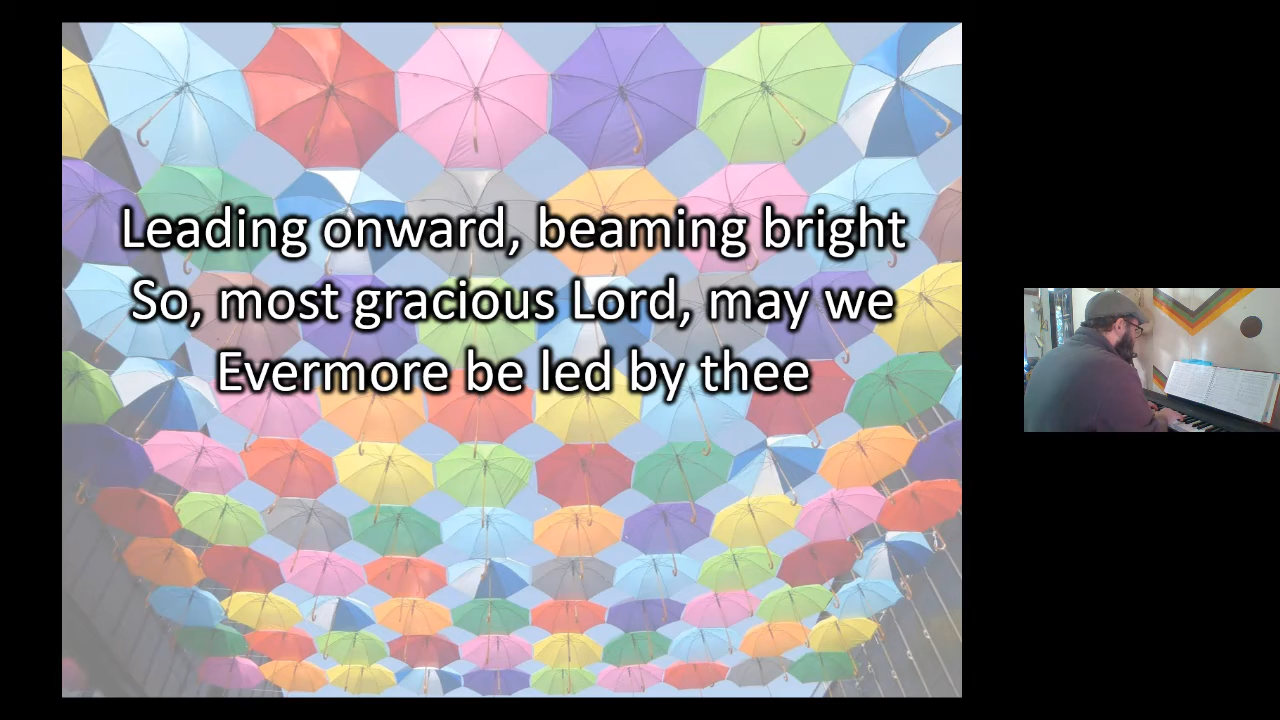 Leading onward, beaming bright
So, most gracious Lord, may we
Evermore be led by thee